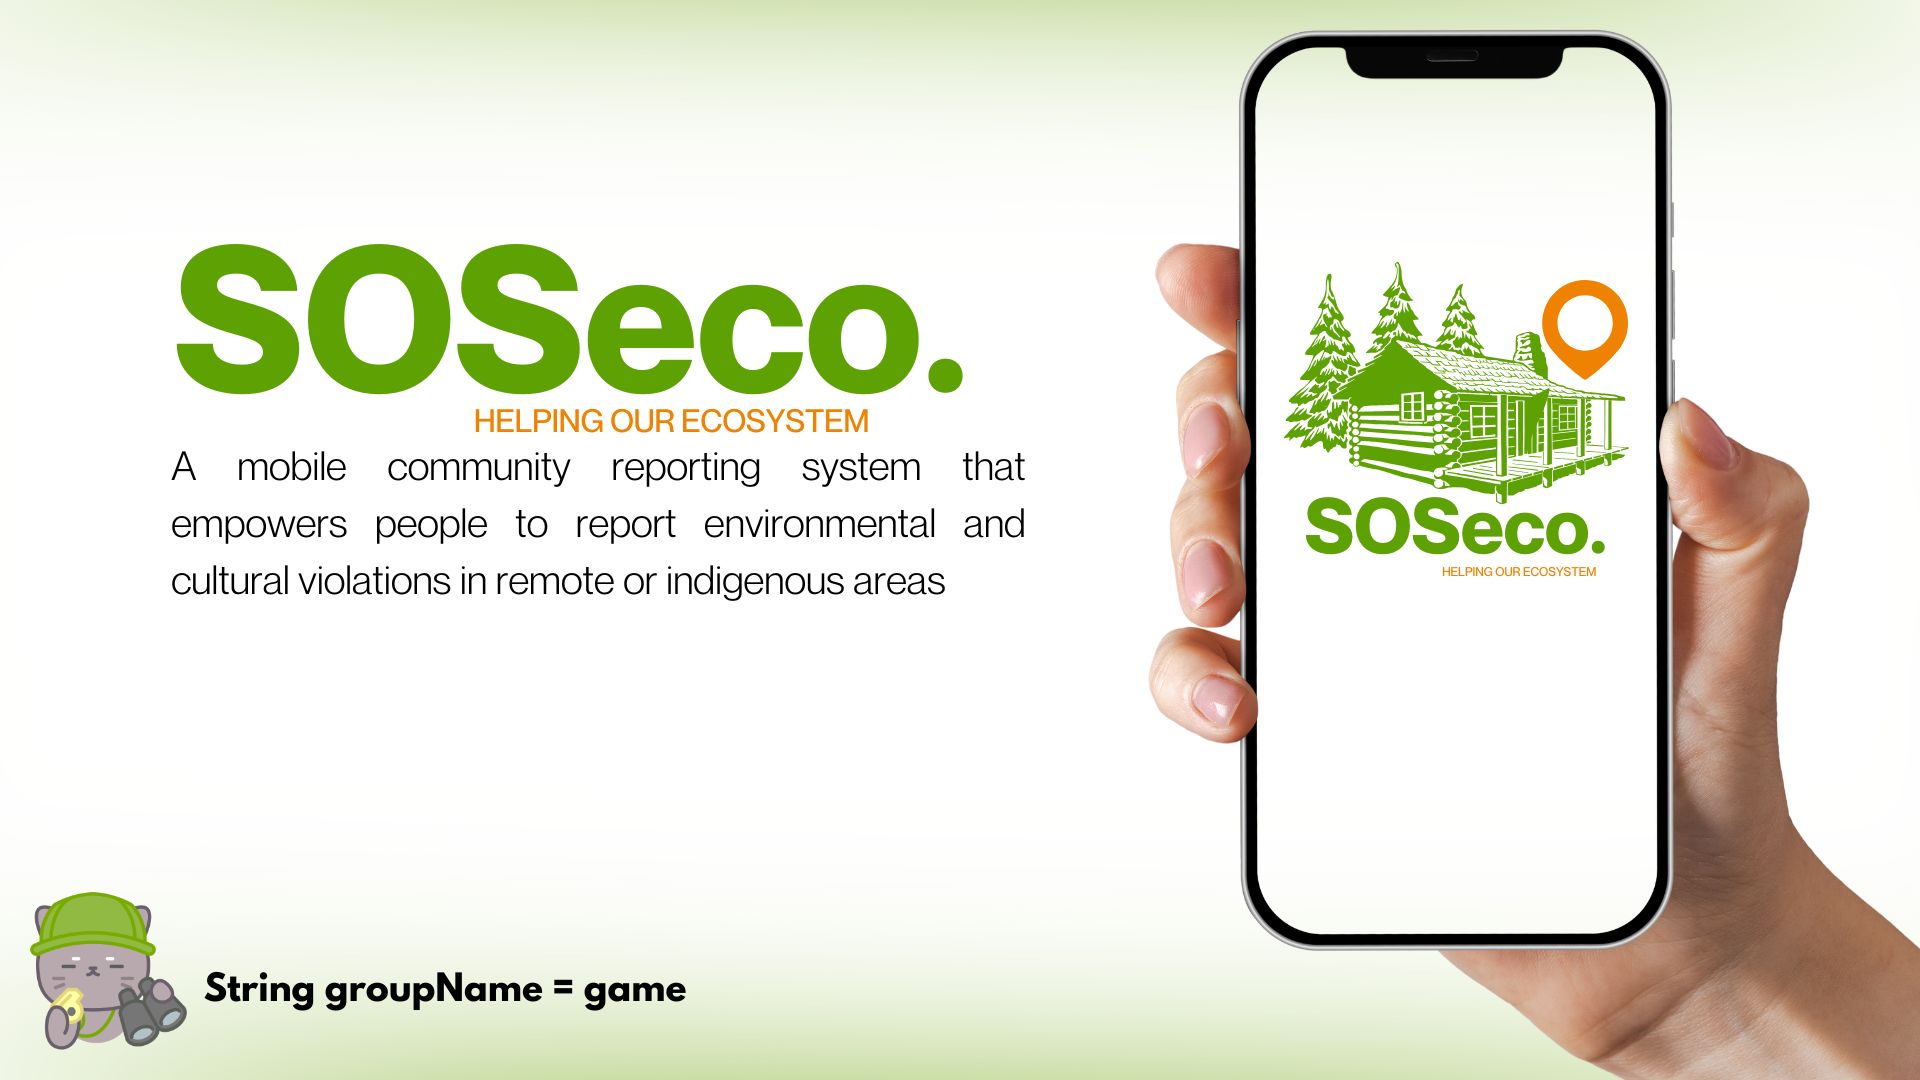 SOSeco.
HELPING OUR ECOSYSTEM
A mobile community reporting system that
empowers people to report environmental and
cultural violations in remote or indigenous areas
SOSeco.
HELPING OUR ECOSYSTEM
String groupName = game